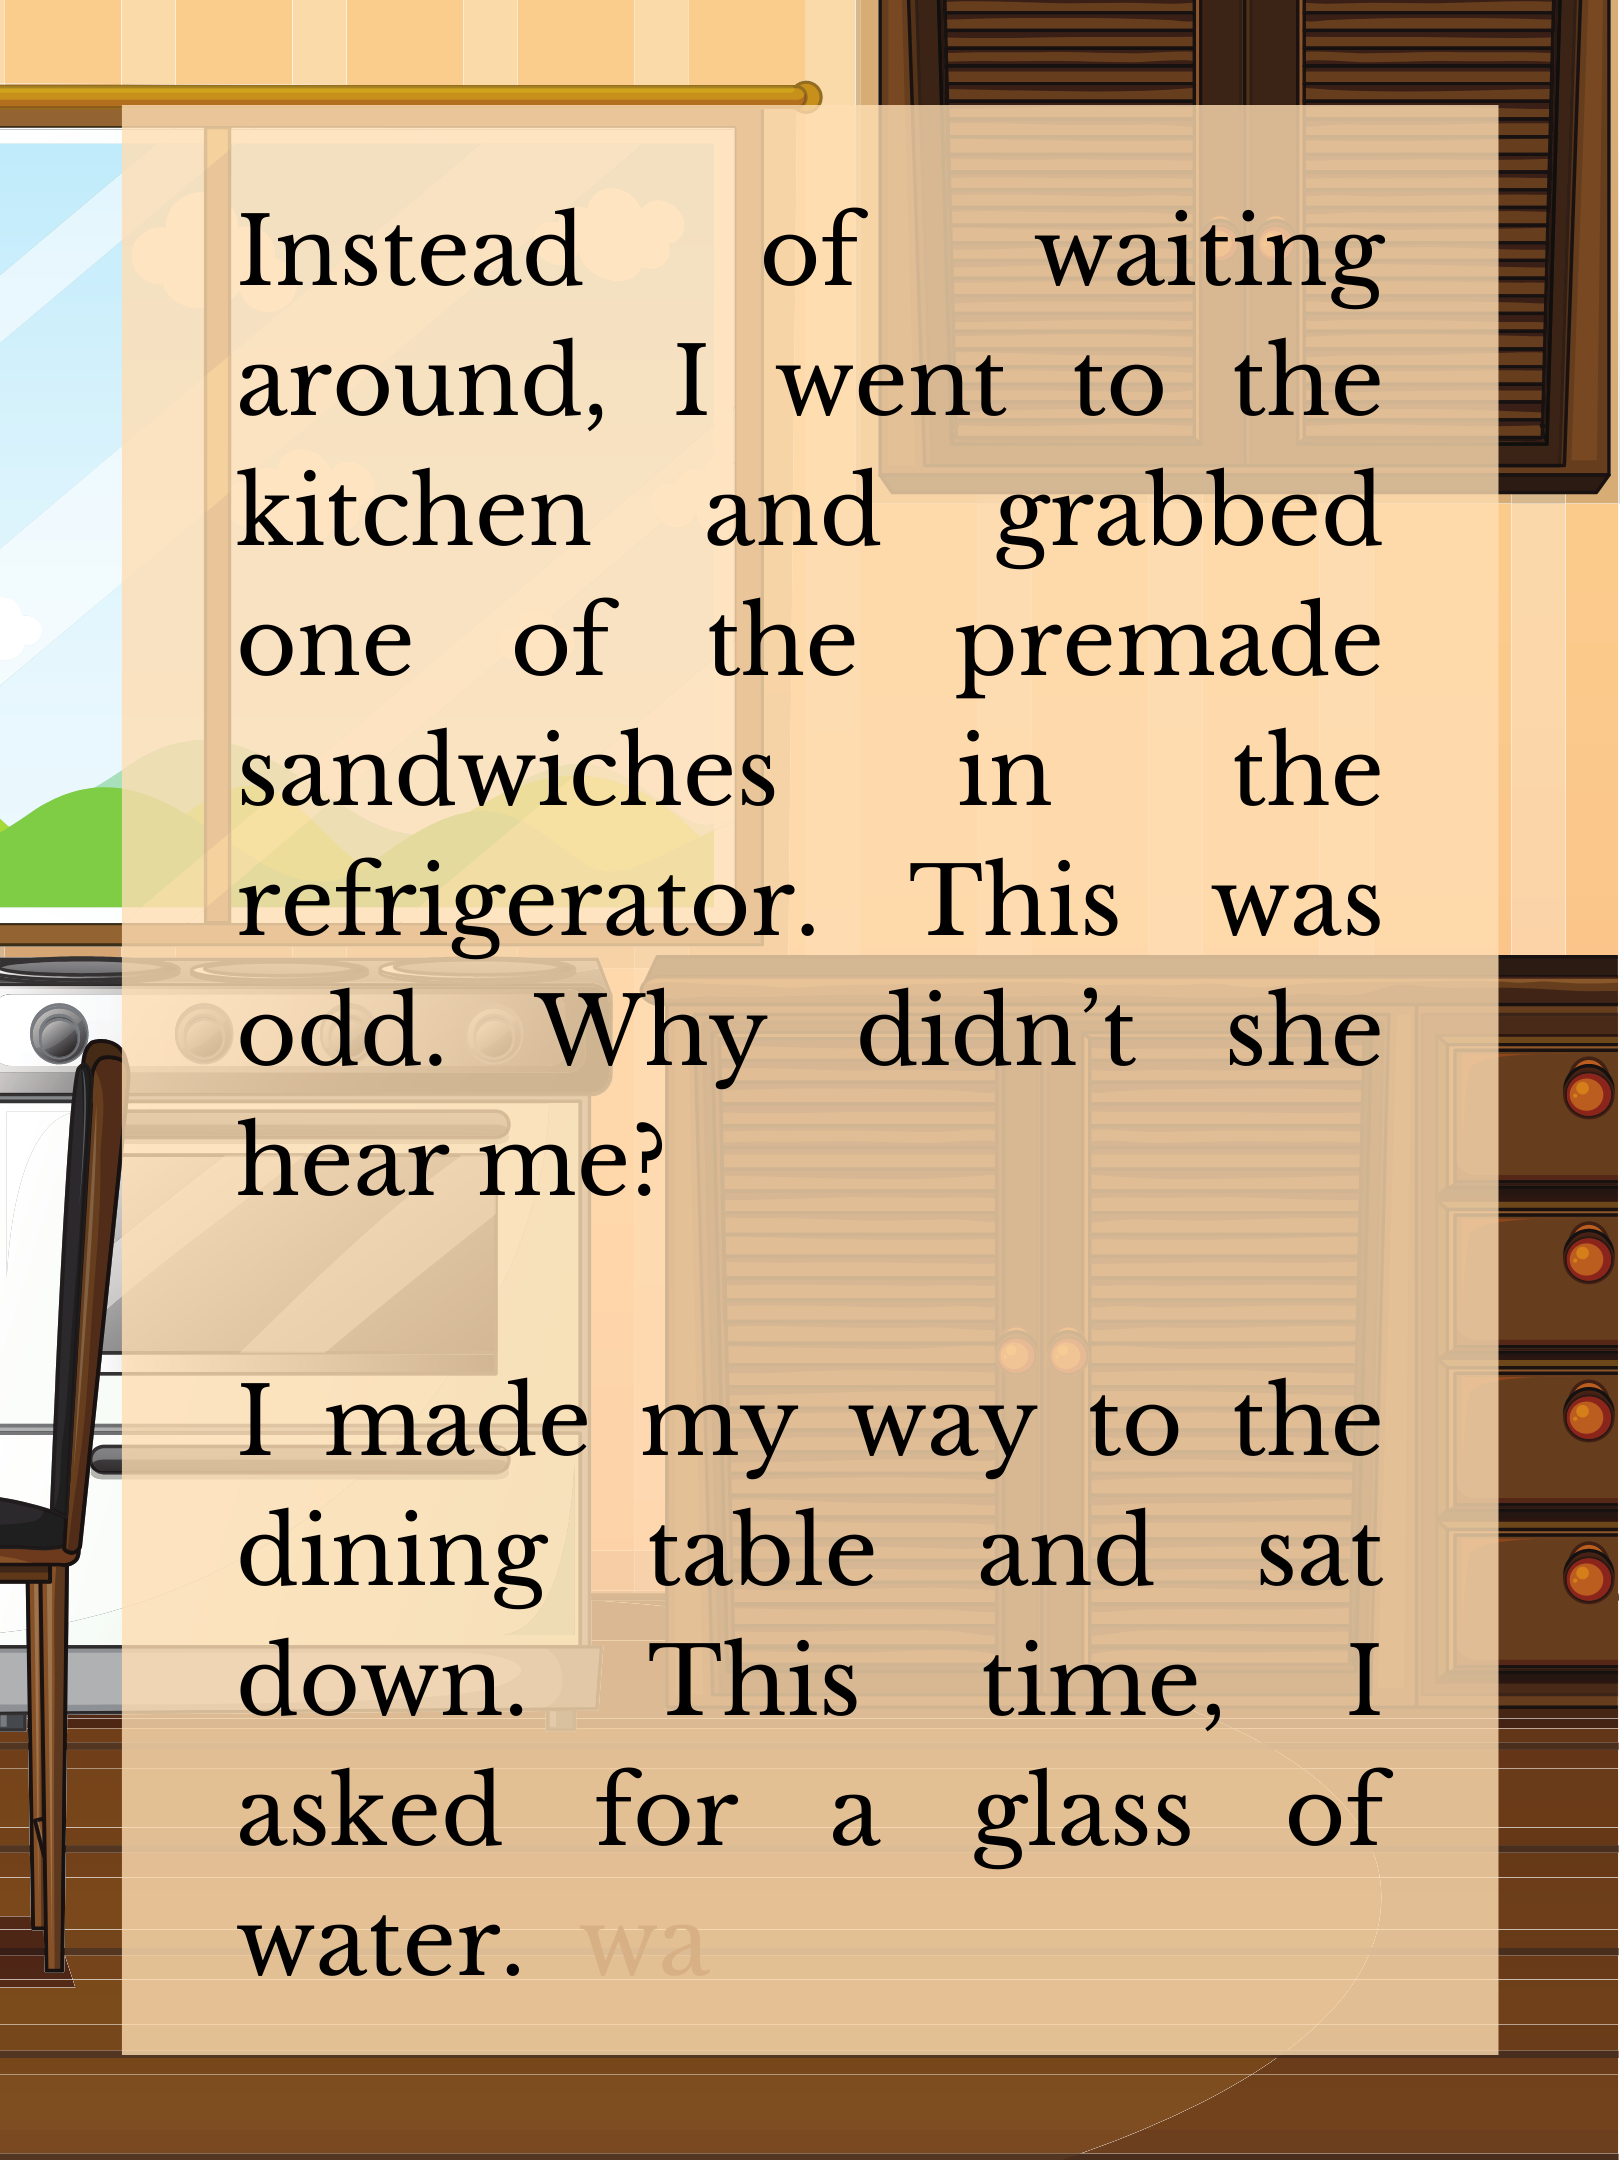 Instead of waiting
around, I went to the
kitchen and grabbed
one of the premade
sandwiches in the
refrigerator. This was
odd. Why didn’t she
hear me?
I made my way to the
dining table and sat
down. This time, I
asked for a glass of
water. wa